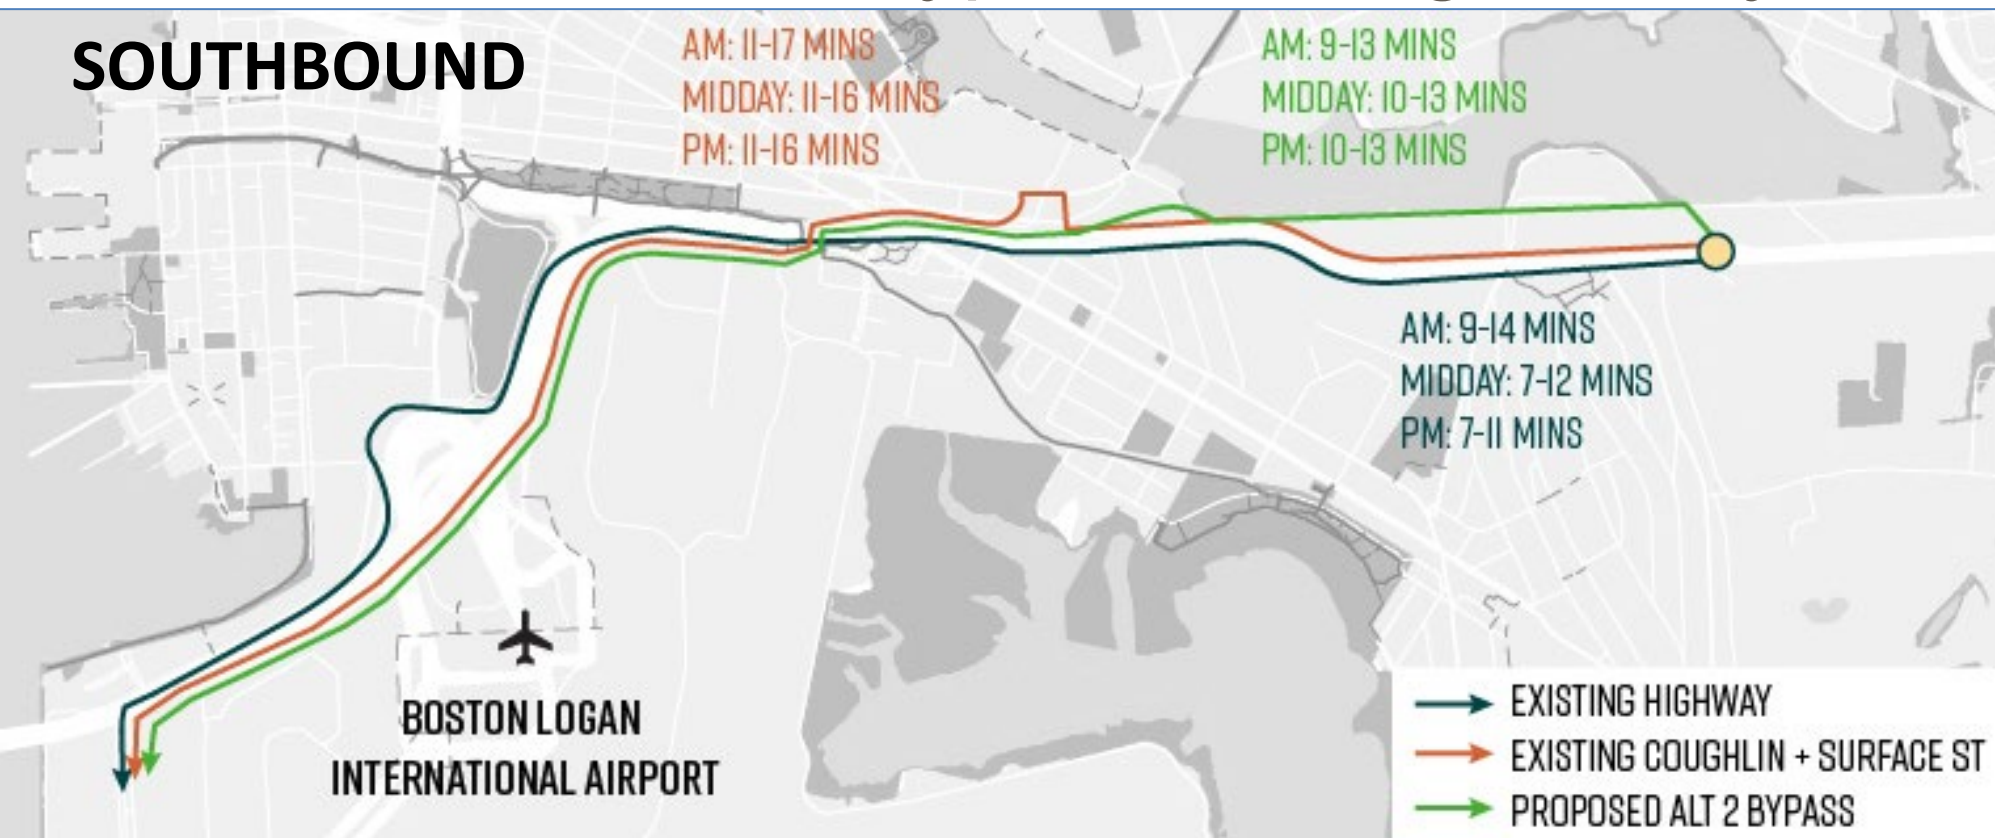 SOUTHBOUND
AM: 11-17 MINS
MIDDAY: 11-16 MINS
PM: 11-16 MINS
AM: 9-13 MINS
MIDDAY: 10-13 MINS
PM: 10-13 MINS
AM: 9-14 MINS
MIDDAY: 7-12 MINS
PM: 7-11 MINS
BOSTON LOGAN
INTERNATIONAL AIRPORT
EXISTING HIGHWAY
EXISTING COUGHLIN + SURFACE ST
PROPOSED ALT 2 BYPASS